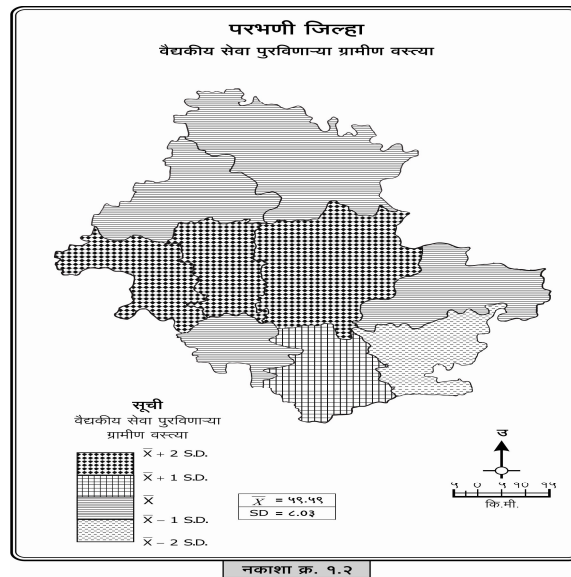 परभणी जिल्हा
वैद्यकीय सेवा पुरविणाऱ्या ग्रामीण वस्त्या
सूची
वैद्यकीय सेवा पुरविणाऱ्या
ग्रामीण वस्त्या
X̅ + 2 S.D.
X̅ + 1 S.D.
X̅
X̅ – 1 S.D.
X̅ – 2 S.D.
X̅ = ५९.५९
SD = ८.०३
उ
५ ० ५ १० १५
कि.मी.
नकाशा क्र. १.२